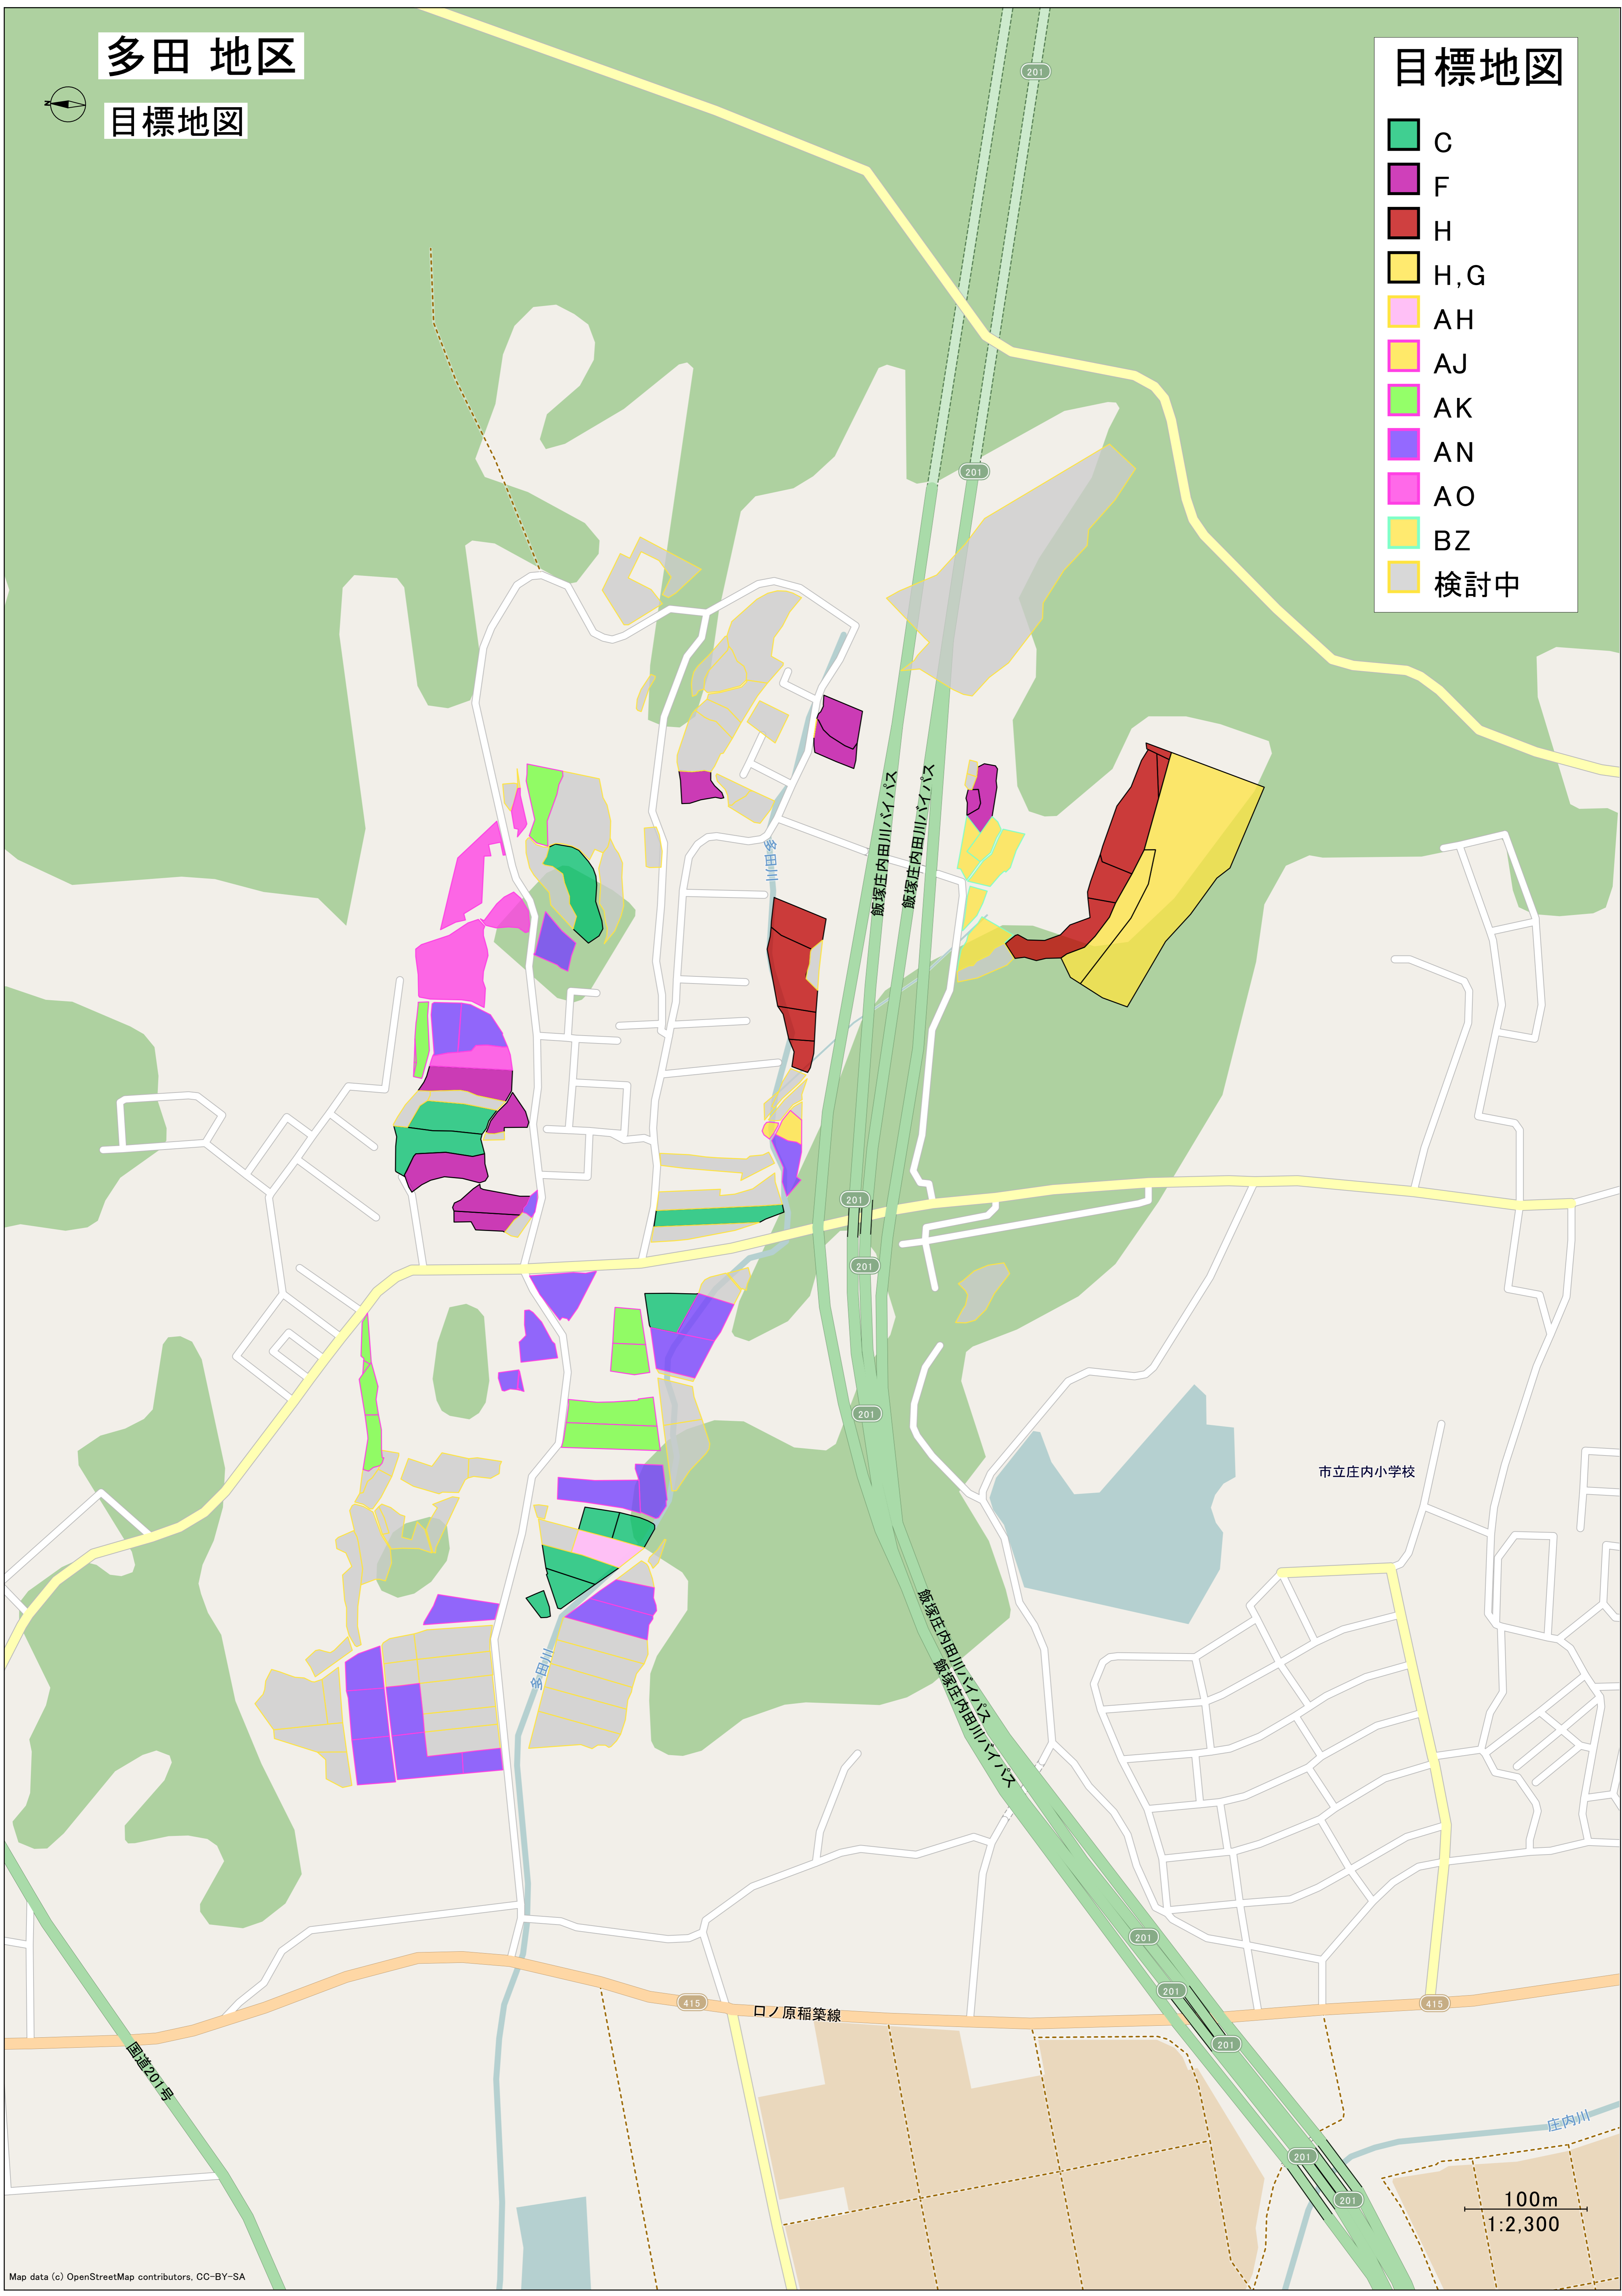 多田 地区
N
目標地図
目標地図
C
F
H
H,G
AH
AJ
AK
AN
AO
BZ
検討中
201
201
飯塚庄内田川バイパス
飯塚庄内田川バイパス
多田川
201
201
201
市立庄内小学校
飯塚庄内田川バイパス
飯塚庄内田川バイパス
多田川
201
201
415
口ノ原稲築線
415
201
国道201号
庄内川
201
201
100m
1:2,300
Map data (c) OpenStreetMap contributors, CC-BY-SA